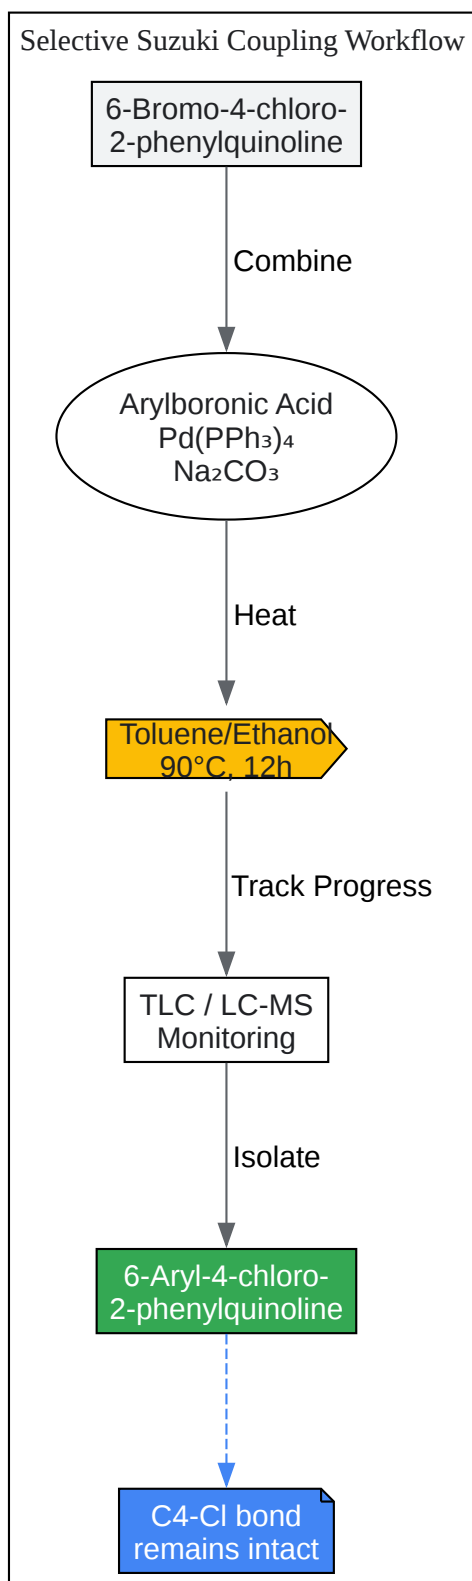 Selective Suzuki Coupling Workflow
6-Bromo-4-chloro-
2-phenylquinoline
Combine
Arylboronic Acid
Pd(PPh₃)₄
Na₂CO₃
Heat
Toluene/Ethanol
90°C, 12h
Track Progress
TLC / LC-MS
Monitoring
Isolate
6-Aryl-4-chloro-
2-phenylquinoline
C4-Cl bond
remains intact